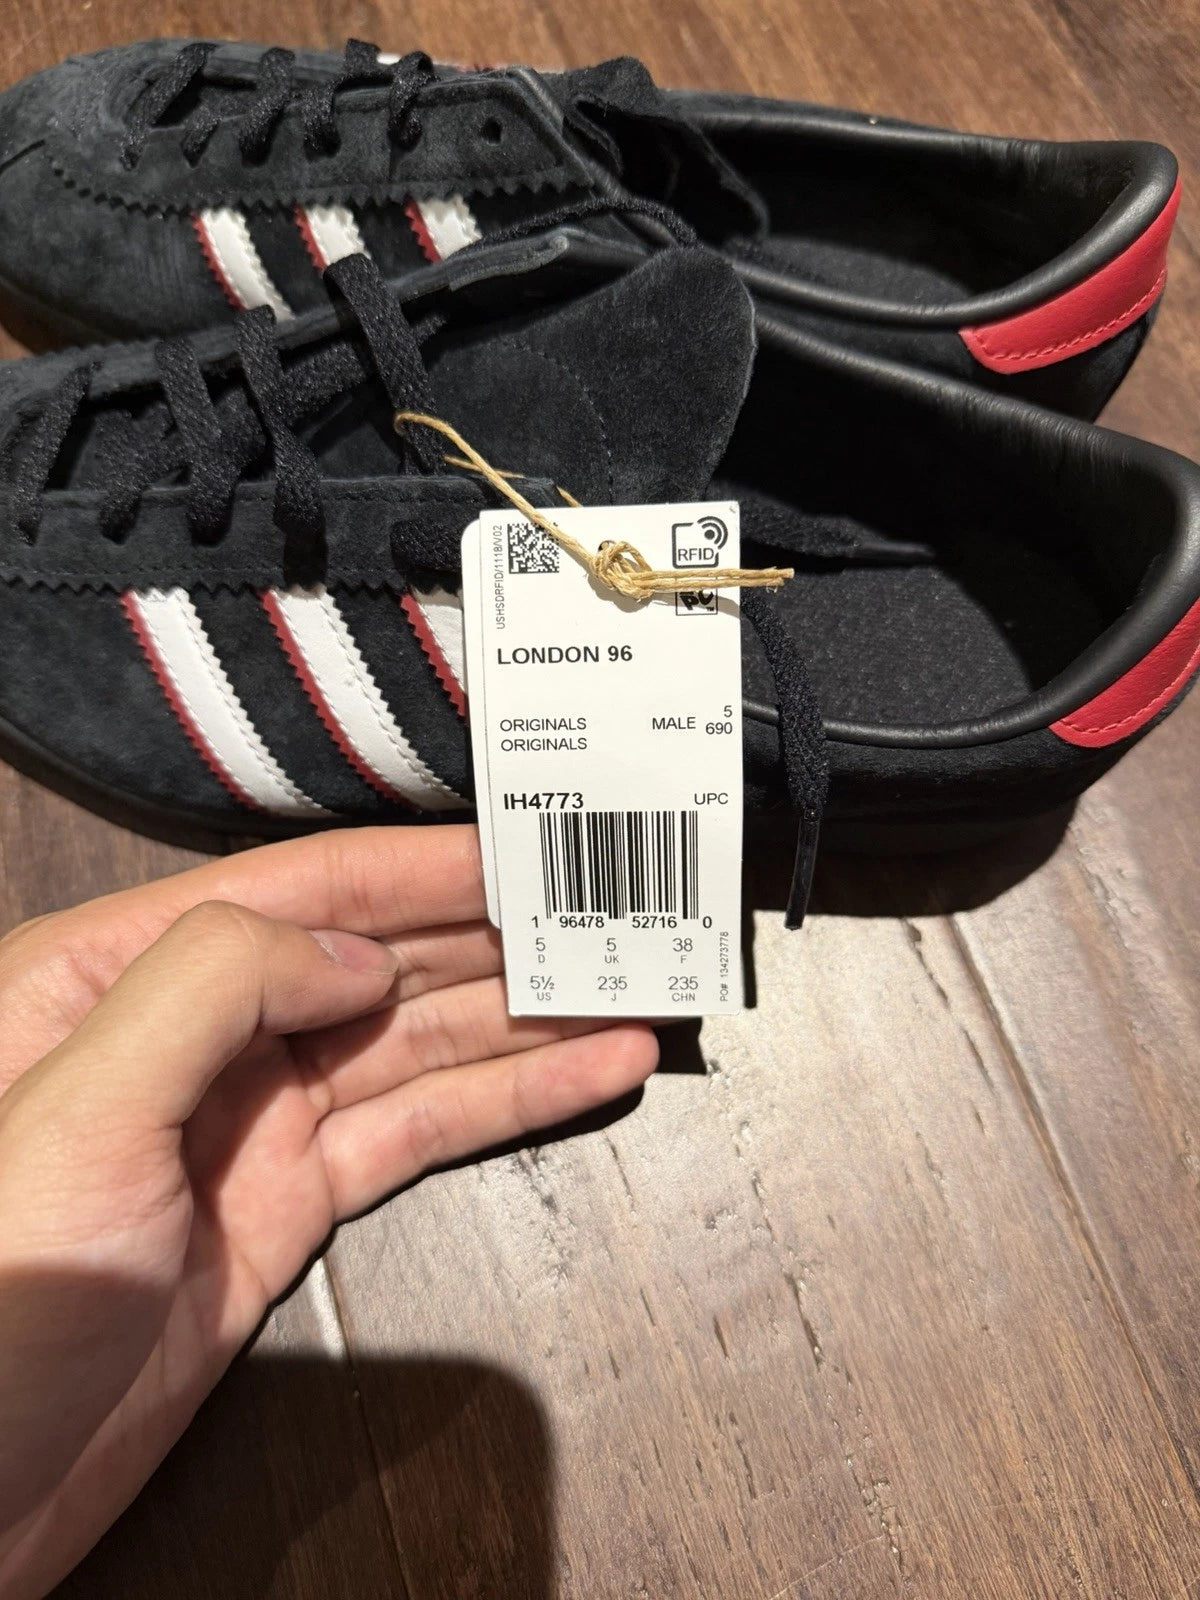 USHSDRFID/1118/V02
RFID
LONDON 96
ORIGINALS MALE 5
ORIGINALS 690
IH4773 UPC
1 96478 52716 0
5 5 38
D UK F
5½ 235 235
US J CHN
PO# 134273778